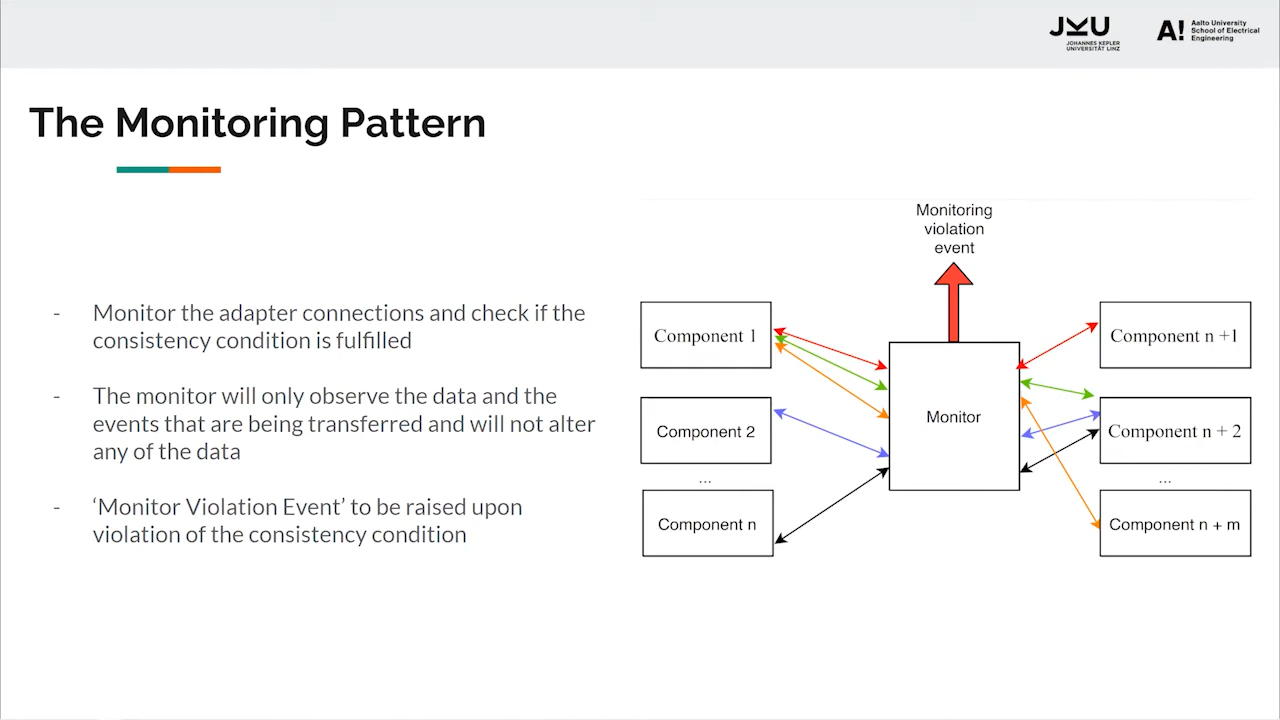 JKU
JOHANNES KEPLER
UNIVERSITÄT LINZ
A!
Aalto University
School of Electrical
Engineering
The Monitoring Pattern
- Monitor the adapter connections and check if the
consistency condition is fulfilled
- The monitor will only observe the data and the
events that are being transferred and will not alter
any of the data
- ‘Monitor Violation Event’ to be raised upon
violation of the consistency condition
Monitoring
violation
event
Component 1
Component 2
...
Component n
Monitor
Component n +1
Component n + 2
...
Component n + m